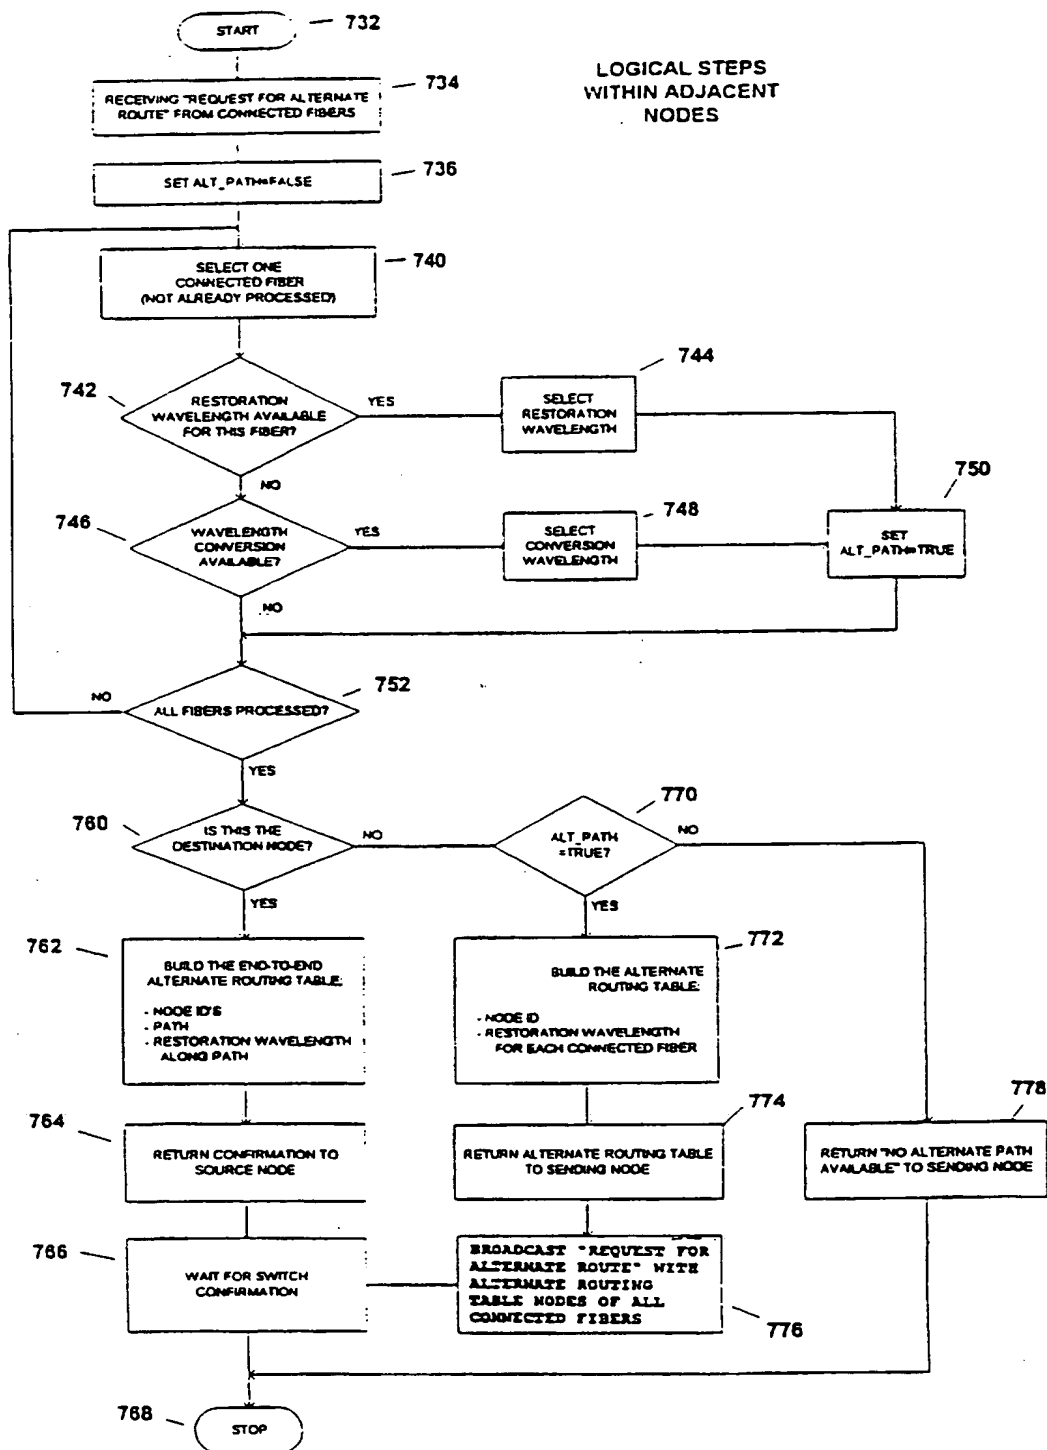 START
732
LOGICAL STEPS
WITHIN ADJACENT
NODES
734
RECEIVING "REQUEST FOR ALTERNATE
ROUTE" FROM CONNECTED FIBERS
736
SET ALT_PATH=FALSE
740
SELECT ONE
CONNECTED FIBER
(NOT ALREADY PROCESSED)
742
RESTORATION
WAVELENGTH AVAILABLE
FOR THIS FIBER?
YES
744
SELECT
RESTORATION
WAVELENGTH
NO
750
SET
ALT_PATH=TRUE
746
WAVELENGTH
CONVERSION
AVAILABLE?
YES
748
SELECT
CONVERSION
WAVELENGTH
NO
752
NO
ALL FIBERS PROCESSED?
YES
760
IS THIS THE
DESTINATION NODE?
NO
770
ALT_PATH
=TRUE?
NO
YES
YES
762
BUILD THE END-TO-END
ALTERNATE ROUTING TABLE:
- NODE ID'S
- PATH
- RESTORATION WAVELENGTH
ALONG PATH
772
BUILD THE ALTERNATE
ROUTING TABLE:
- NODE ID
- RESTORATION WAVELENGTH
FOR EACH CONNECTED FIBER
764
RETURN CONFIRMATION TO
SOURCE NODE
774
RETURN ALTERNATE ROUTING TABLE
TO SENDING NODE
778
RETURN "NO ALTERNATE PATH
AVAILABLE" TO SENDING NODE
766
WAIT FOR SWITCH
CONFIRMATION
BROADCAST "REQUEST FOR
ALTERNATE ROUTE" WITH
ALTERNATE ROUTING
TABLE NODES OF ALL
CONNECTED FIBERS
776
768
STOP